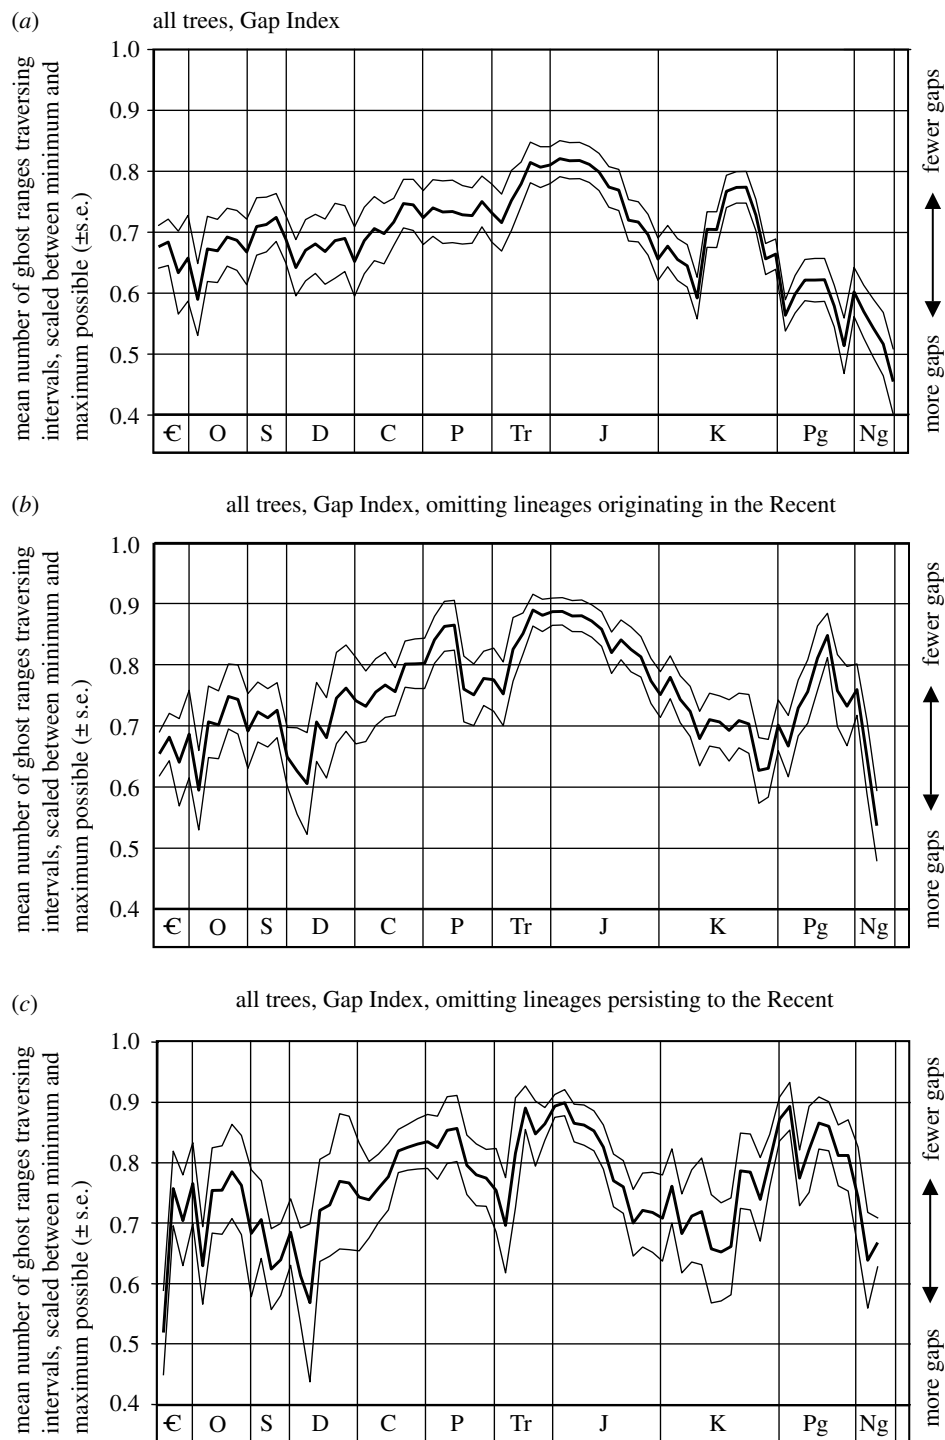 (a) all trees, Gap Index
mean number of ghost ranges traversing
intervals, scaled between minimum and
maximum possible (±s.e.)
1.0
0.9
0.8
0.7
0.6
0.5
0.4
fewer gaps
more gaps
Є O S D C P Tr J K Pg Ng
(b) all trees, Gap Index, omitting lineages originating in the Recent
mean number of ghost ranges traversing
intervals, scaled between minimum and
maximum possible (± s.e.)
1.0
0.9
0.8
0.7
0.6
0.5
0.4
fewer gaps
more gaps
Є O S D C P Tr J K Pg Ng
(c) all trees, Gap Index, omitting lineages persisting to the Recent
mean number of ghost ranges traversing
intervals, scaled between minimum and
maximum possible (± s.e.)
1.0
0.9
0.8
0.7
0.6
0.5
0.4
fewer gaps
more gaps
Є O S D C P Tr J K Pg Ng